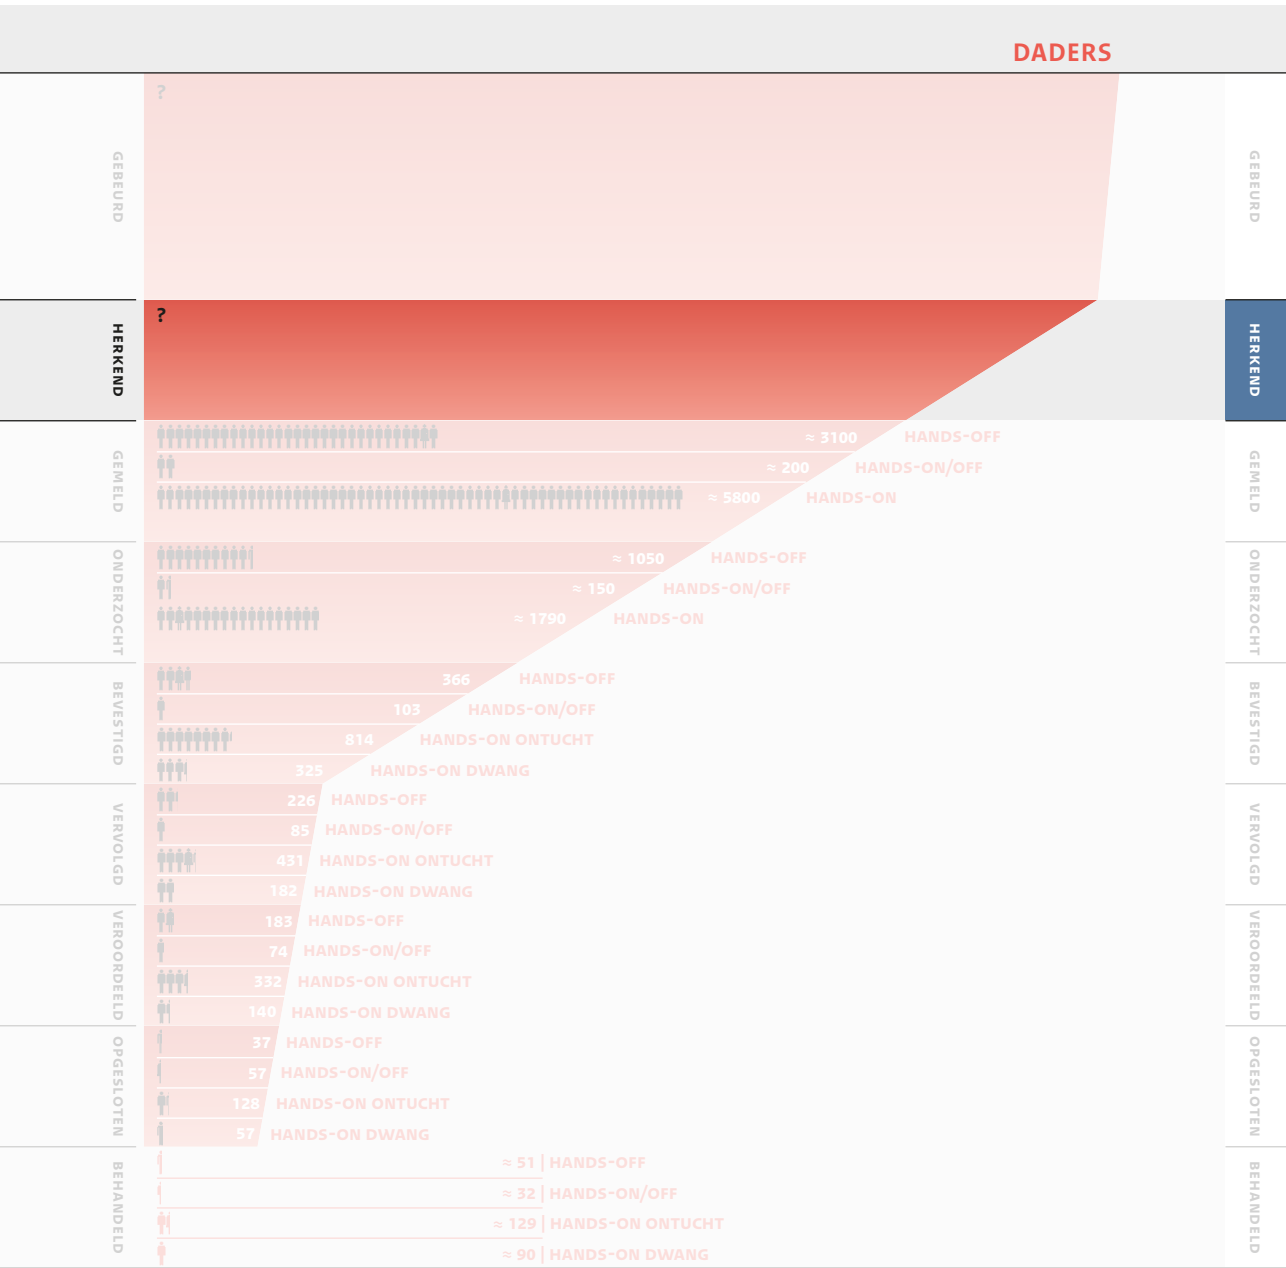 DADERS
?
GEBEURD
GEBEURD
?
HERKEND
HERKEND
≈ 3100 HANDS-OFF
≈ 200 HANDS-ON/OFF
≈ 5800 HANDS-ON
GEMELD
GEMELD
≈ 1050 HANDS-OFF
≈ 150 HANDS-ON/OFF
≈ 1790 HANDS-ON
ONDERZOCHT
ONDERZOCHT
366 HANDS-OFF
103 HANDS-ON/OFF
814 HANDS-ON ONTUCHT
325 HANDS-ON DWANG
BEVESTIGD
BEVESTIGD
226 HANDS-OFF
85 HANDS-ON/OFF
431 HANDS-ON ONTUCHT
182 HANDS-ON DWANG
VERVOLGD
VERVOLGD
183 HANDS-OFF
74 HANDS-ON/OFF
332 HANDS-ON ONTUCHT
140 HANDS-ON DWANG
VEROORDEELD
VEROORDEELD
37 HANDS-OFF
57 HANDS-ON/OFF
128 HANDS-ON ONTUCHT
57 HANDS-ON DWANG
OPGESLOTEN
OPGESLOTEN
≈ 51 | HANDS-OFF
≈ 32 | HANDS-ON/OFF
≈ 129 | HANDS-ON ONTUCHT
≈ 90 | HANDS-ON DWANG
BEHANDELD
BEHANDELD